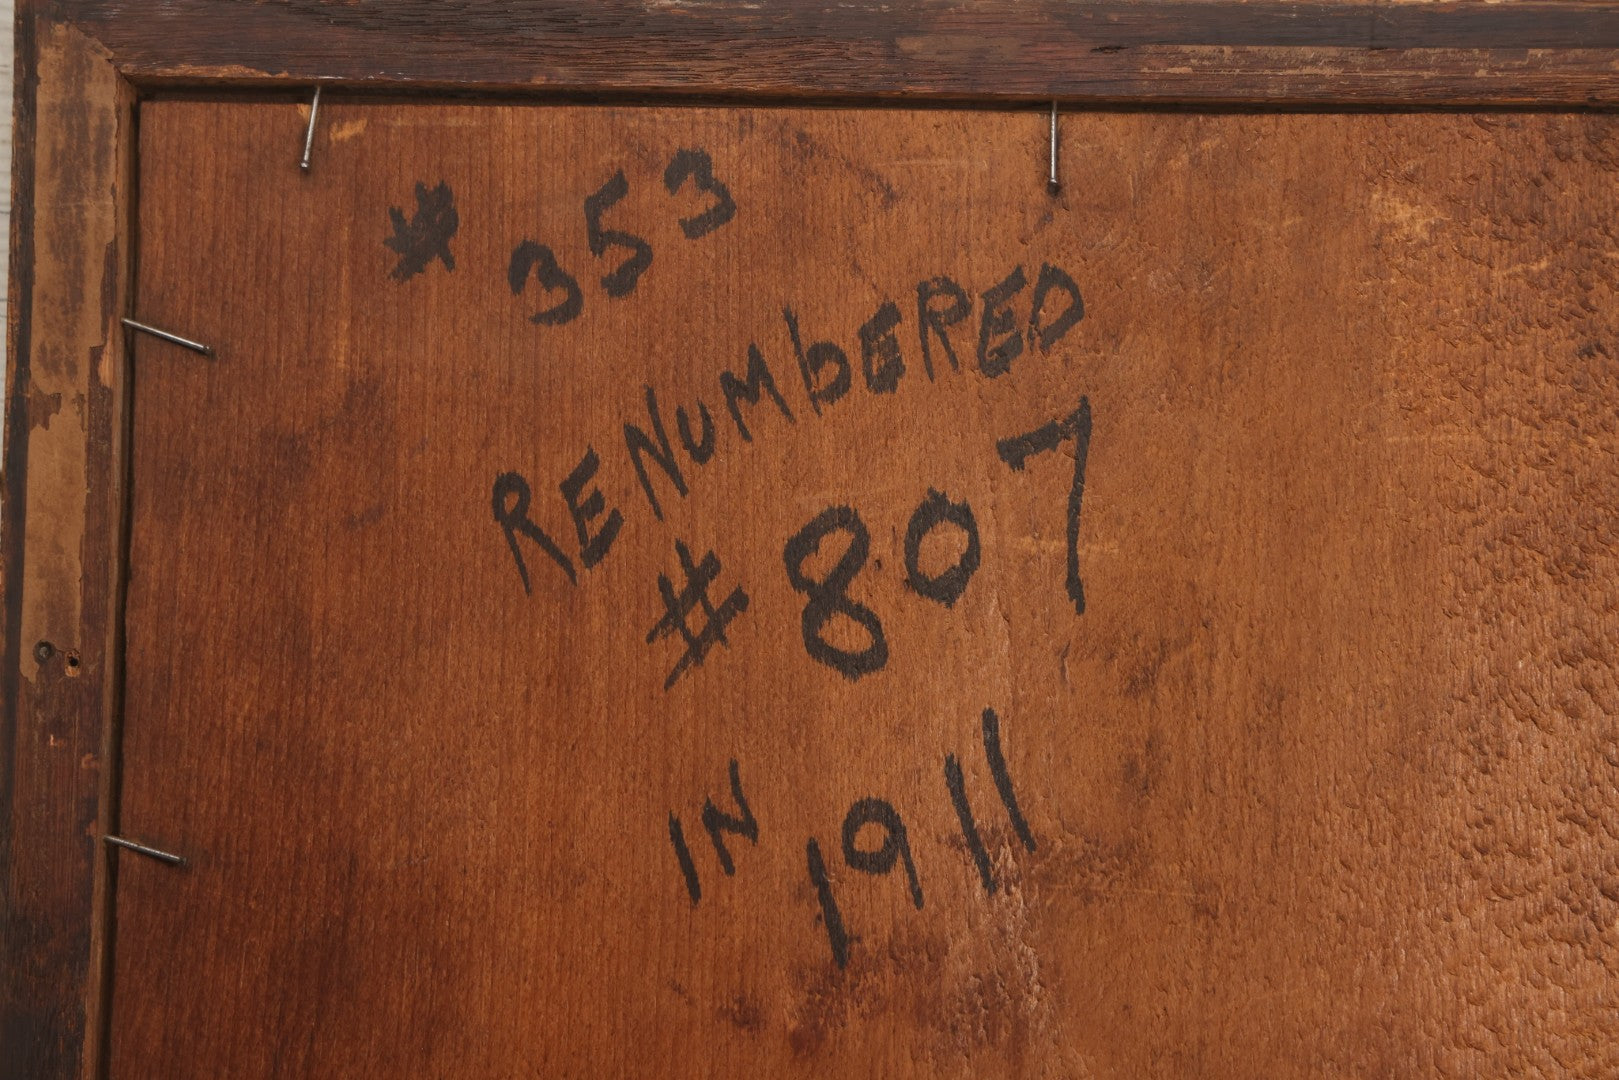 # 353
RENUMbERED
# 807
IN 1911